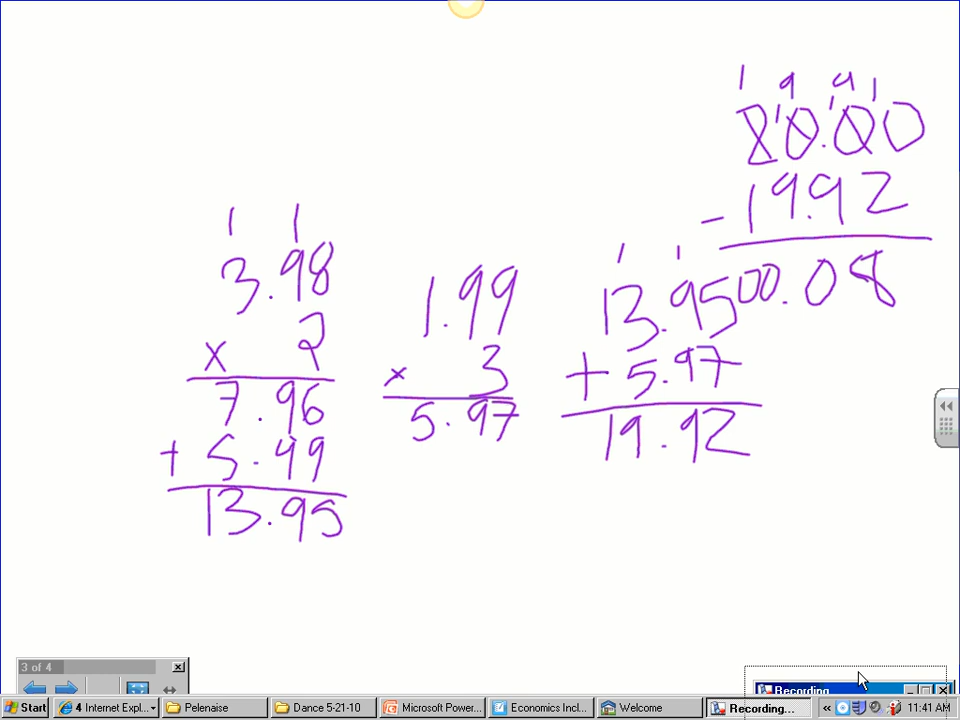 1 9 9 1
20.00
- 19.92
00.08
1 1
3.98
x 2
7.96
+ 5.99
13.95
1.99
x 3
5.97
1 1
13.95
+ 5.97
19.92
3 of 4
Recording...
Start 4 Internet Expl... Pelenaise Dance 5-21-10 Microsoft Power... Economics Incl... Welcome Recording... 11:41 AM